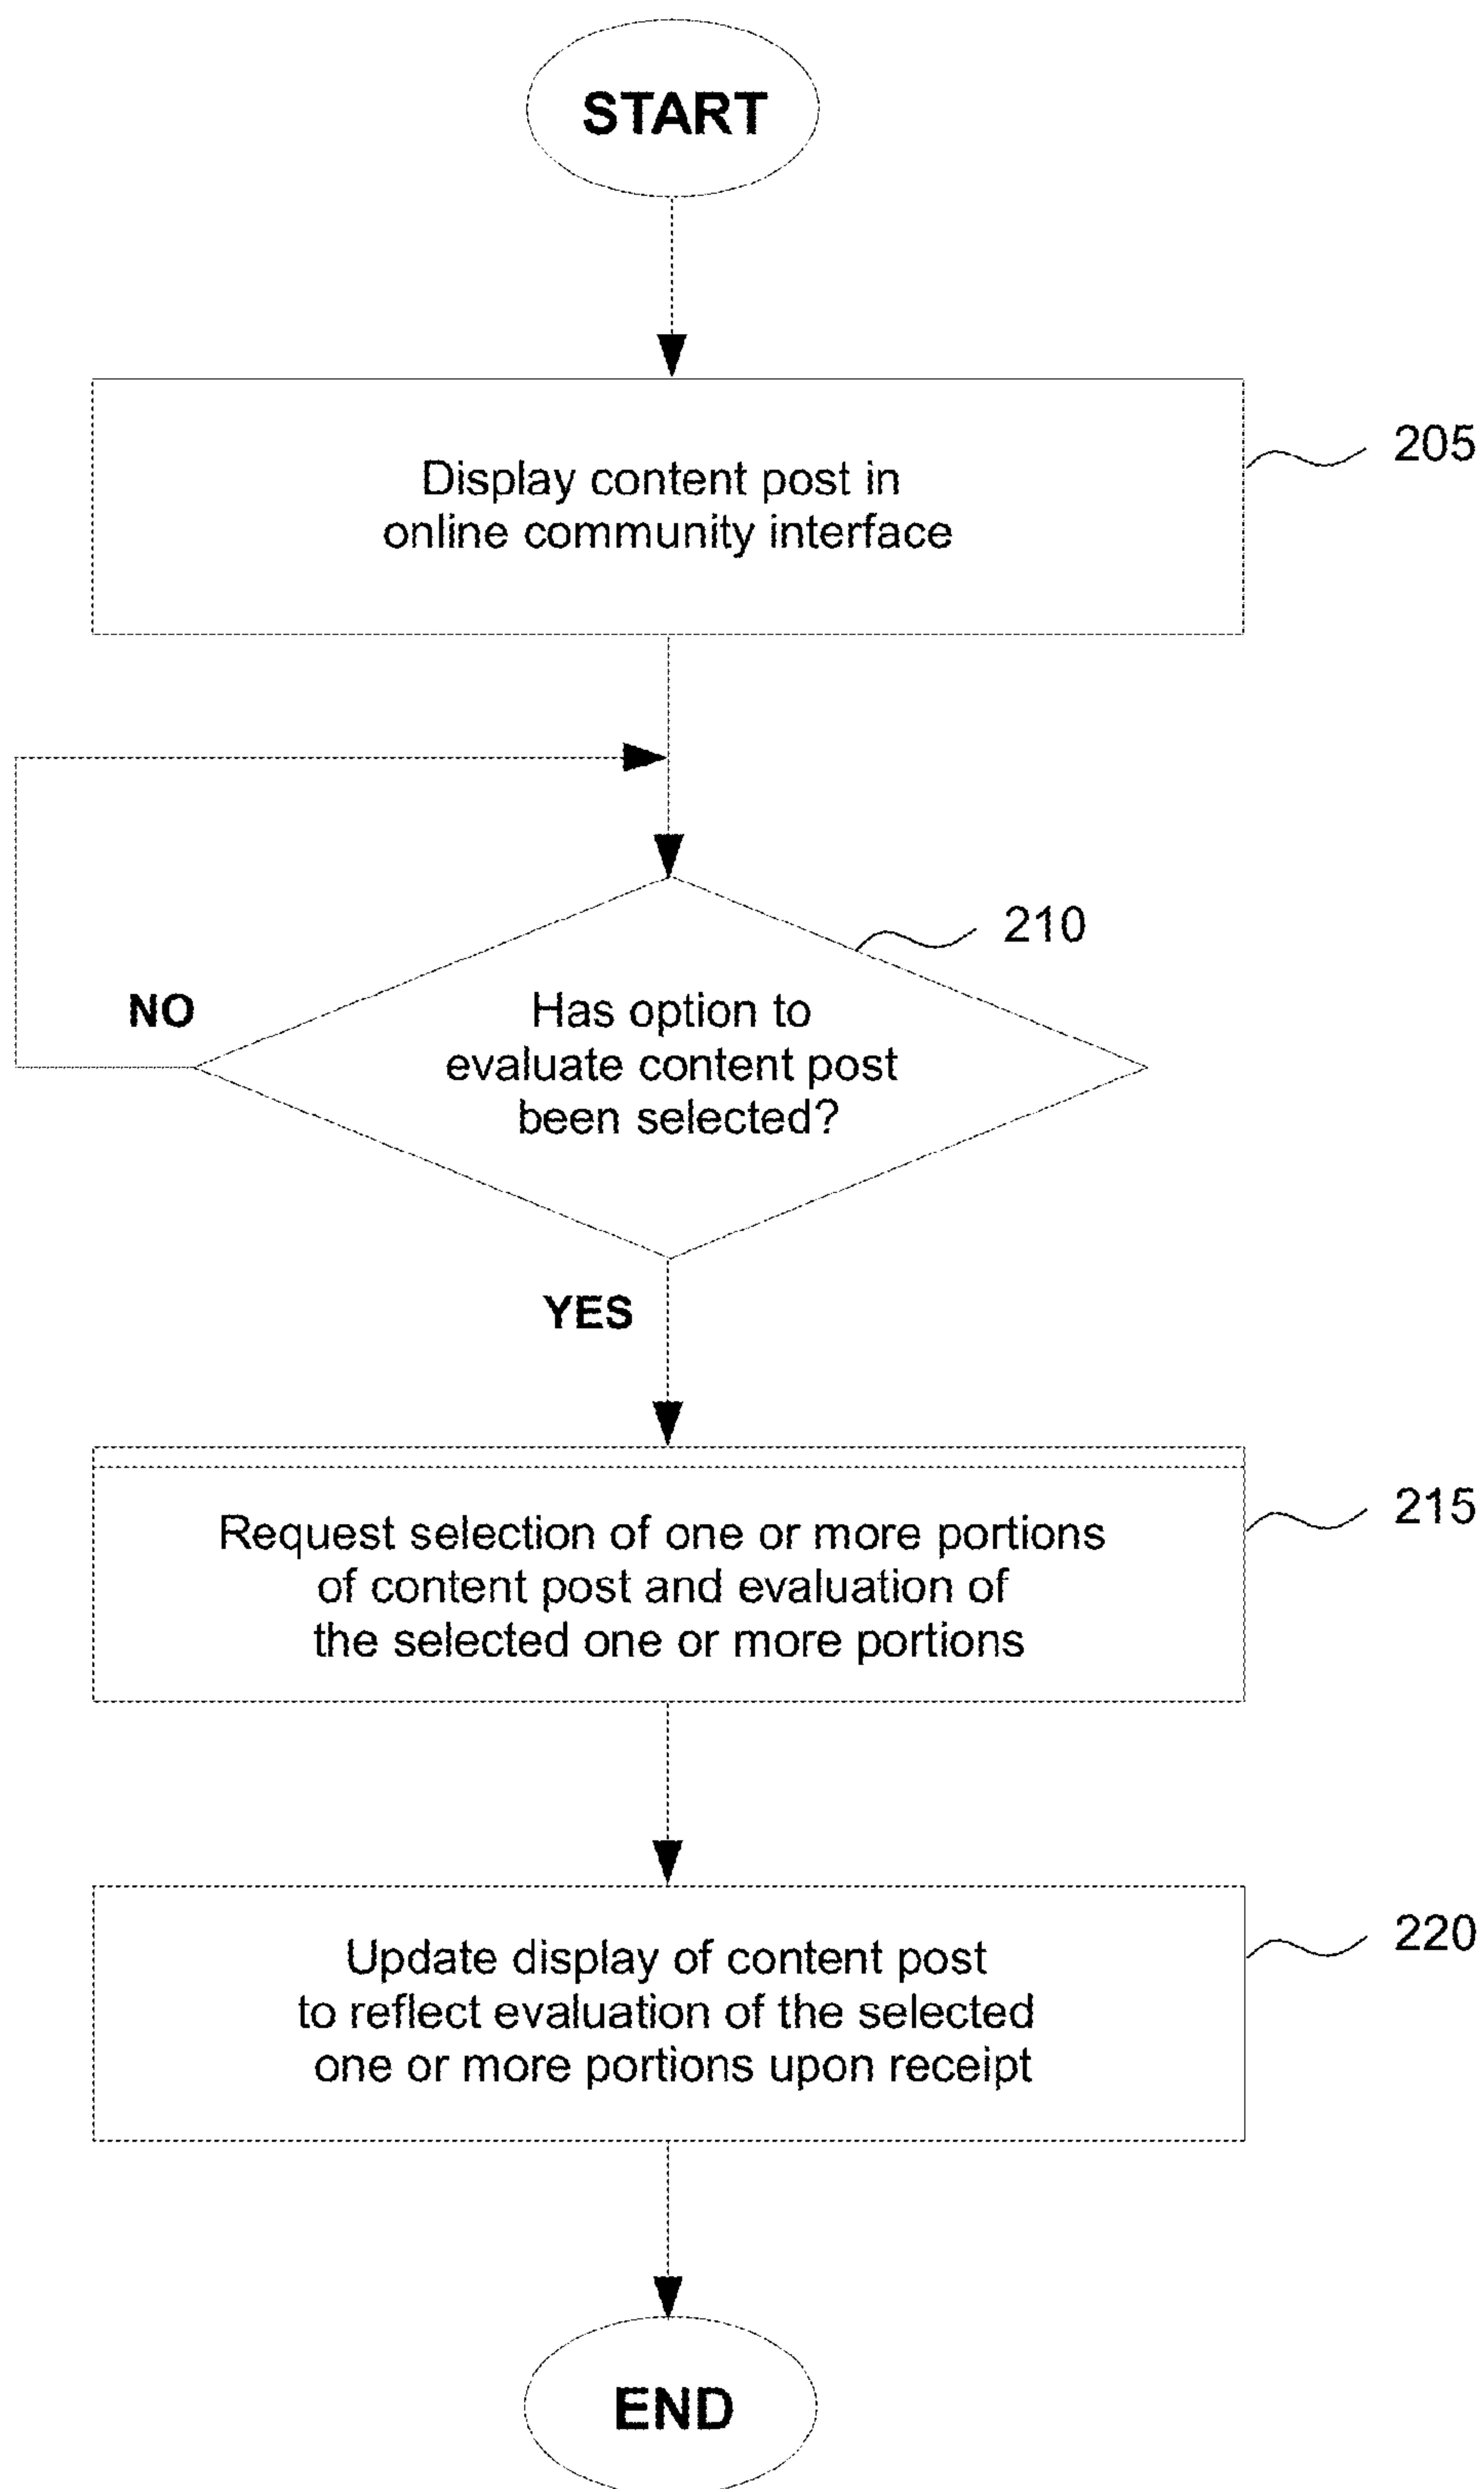 START
Display content post in
online community interface
205
210
Has option to
evaluate content post
been selected?
NO
YES
Request selection of one or more portions
of content post and evaluation of
the selected one or more portions
215
Update display of content post
to reflect evaluation of the selected
one or more portions upon receipt
220
END